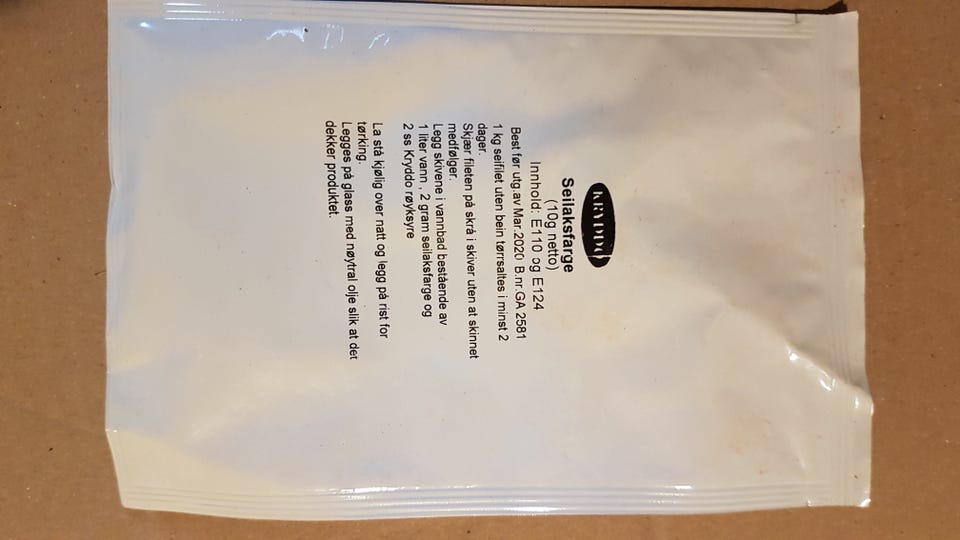 KRYDDO
Seilaksfarge
(10g netto)
Innhold: E110 og E124
Best før utg.av Mar.2020 B.nr.GA 2581
1 kg seifilet uten bein tørrsaltes i minst 2
dager.
Skjær fileten på skrå i skiver uten at skinnet
medfølger.
Legg skivene i vannbad bestående av
1 liter vann , 2 gram seilaksfarge og
2 ss Kryddo røyksyre
La stå kjølig over natt og legg på rist for
tørking.
Legges på glass med nøytral olje slik at det
dekker produktet.